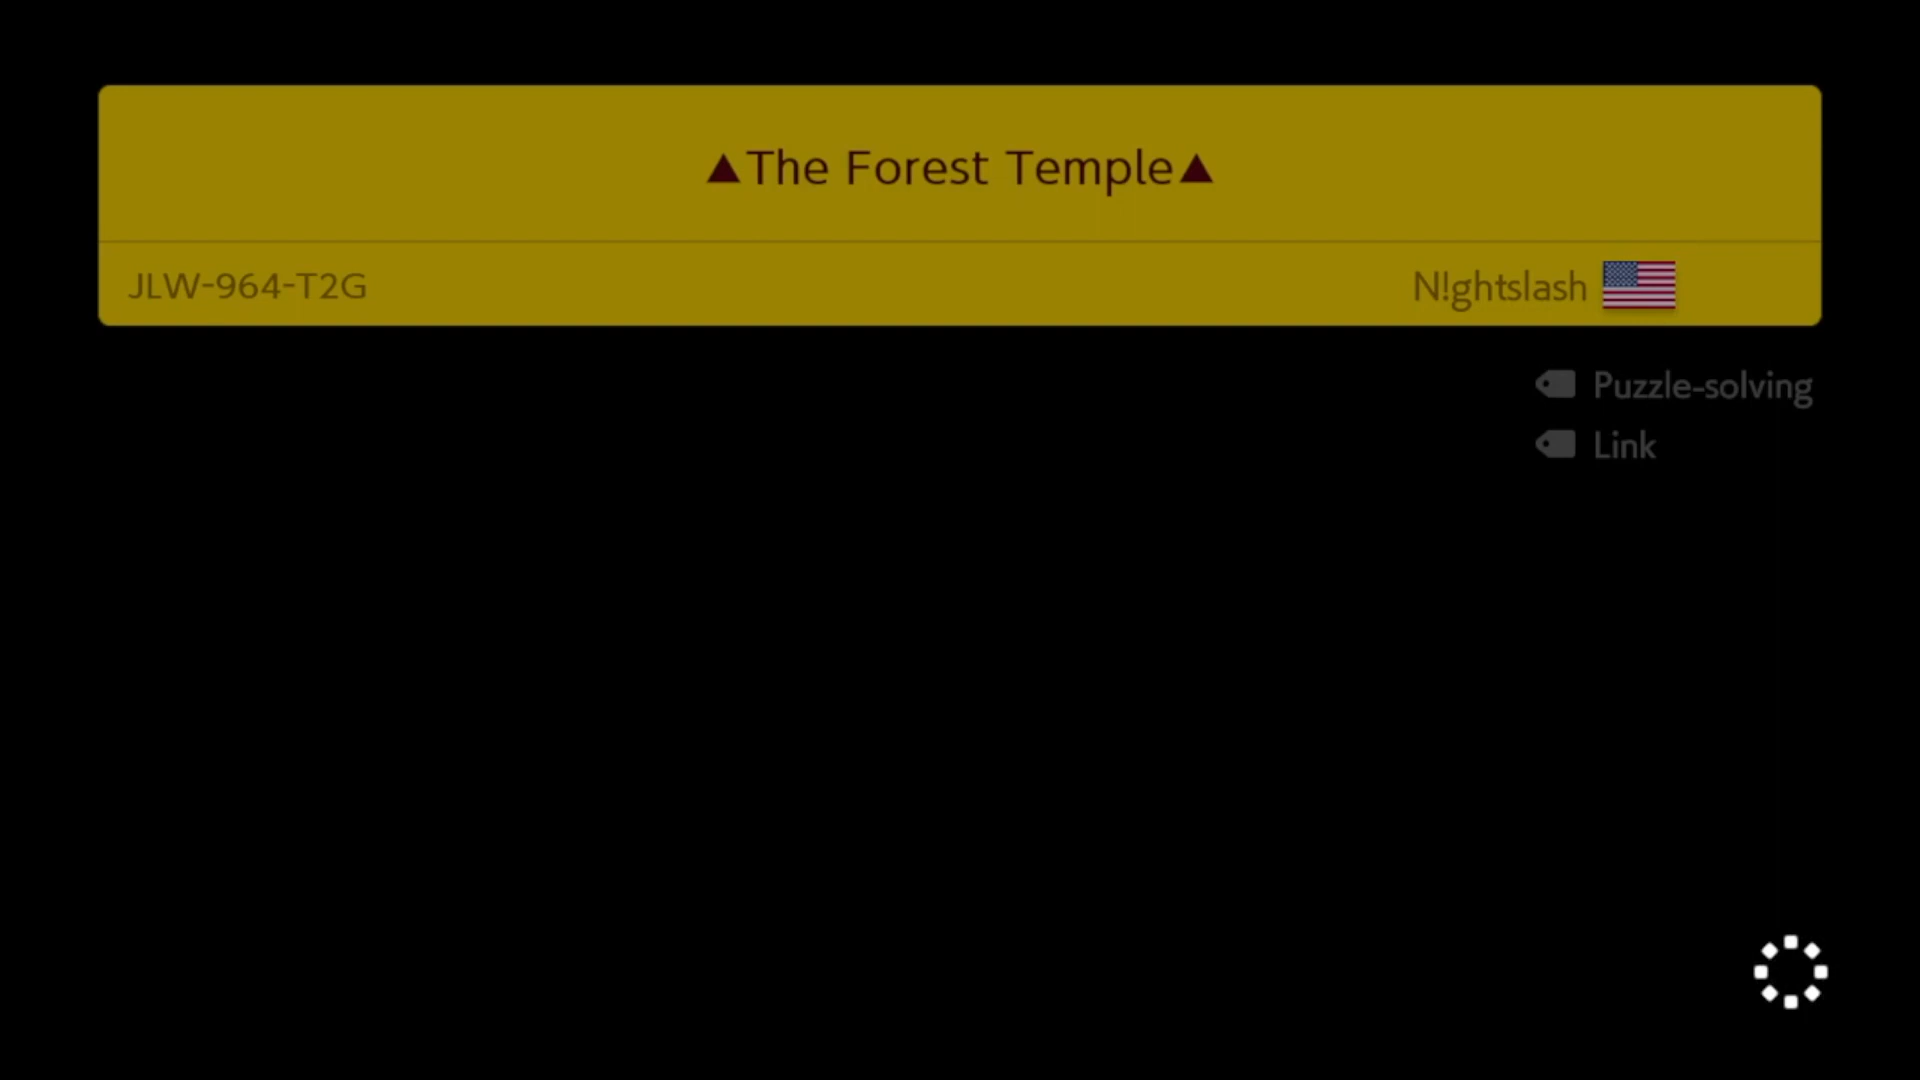 ▲The Forest Temple▲
JLW-964-T2G
N!ghtslash
Puzzle-solving
Link